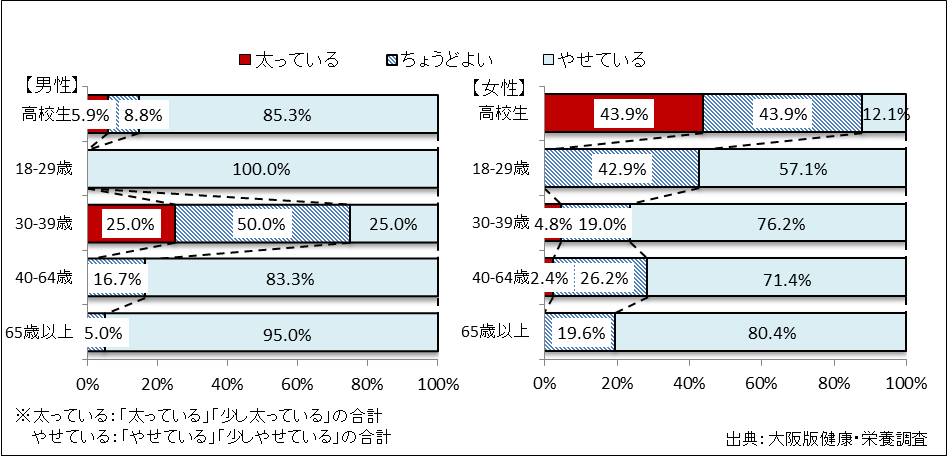 太っている ちょうどよい やせている
【男性】
高校生 5.9% 8.8% 85.3%
18-29歳 100.0%
30-39歳 25.0% 50.0% 25.0%
40-64歳 16.7% 83.3%
65歳以上 5.0% 95.0%
0% 20% 40% 60% 80% 100%
【女性】
高校生 43.9% 43.9% 12.1%
18-29歳 42.9% 57.1%
30-39歳 4.8% 19.0% 76.2%
40-64歳 2.4% 26.2% 71.4%
65歳以上 19.6% 80.4%
0% 20% 40% 60% 80% 100%
※太っている：「太っている」「少し太っている」の合計
やせている：「やせている」「少しやせている」の合計
出典：大阪版健康・栄養調査